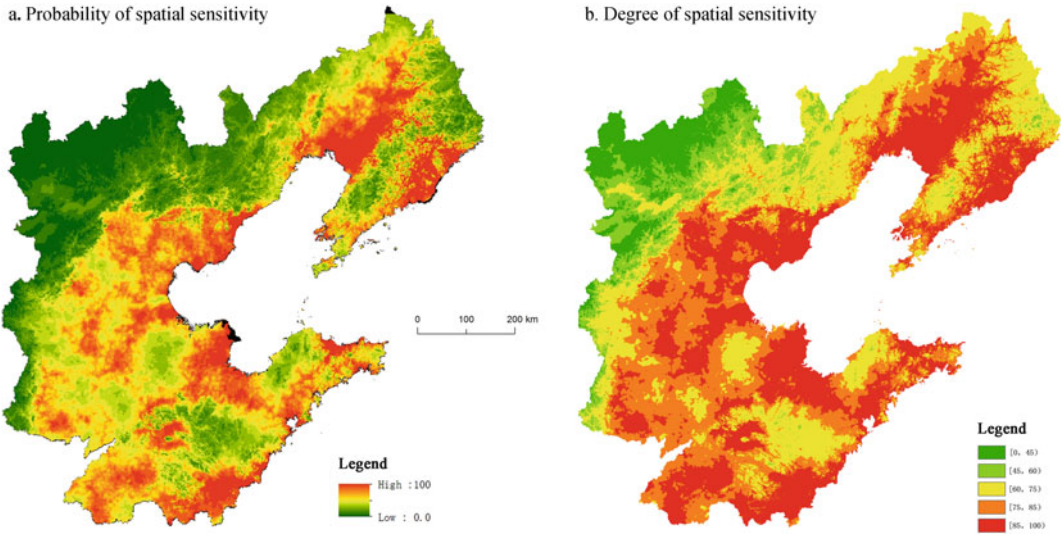 a. Probability of spatial sensitivity
b. Degree of spatial sensitivity
0 100 200 km
Legend
High :100
Low : 0.0
Legend
[0, 45)
[45, 60)
[60, 75)
[75, 85)
[85, 100)